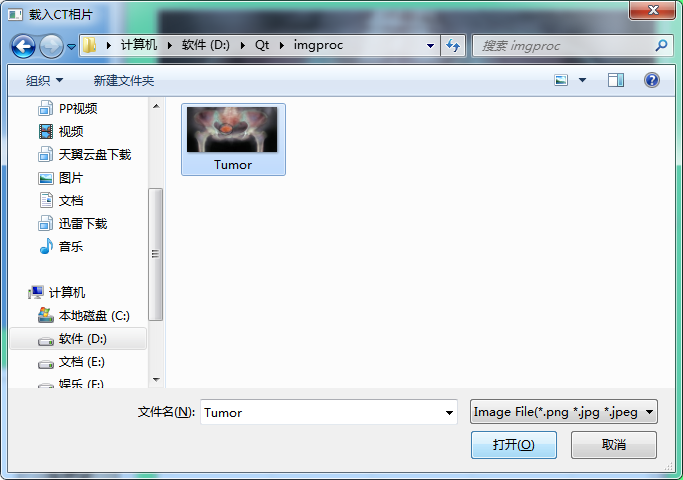 载入CT相片
计算机 软件 (D:) Qt imgproc
搜索 imgproc
组织 新建文件夹
PP视频
视频
天翼云盘下载
图片
文档
迅雷下载
音乐
计算机
本地磁盘 (C:)
软件 (D:)
文档 (E:)
娱乐 (F:)
Tumor
文件名(N): Tumor
Image File(*.png *.jpg *.jpeg
打开(O) 取消